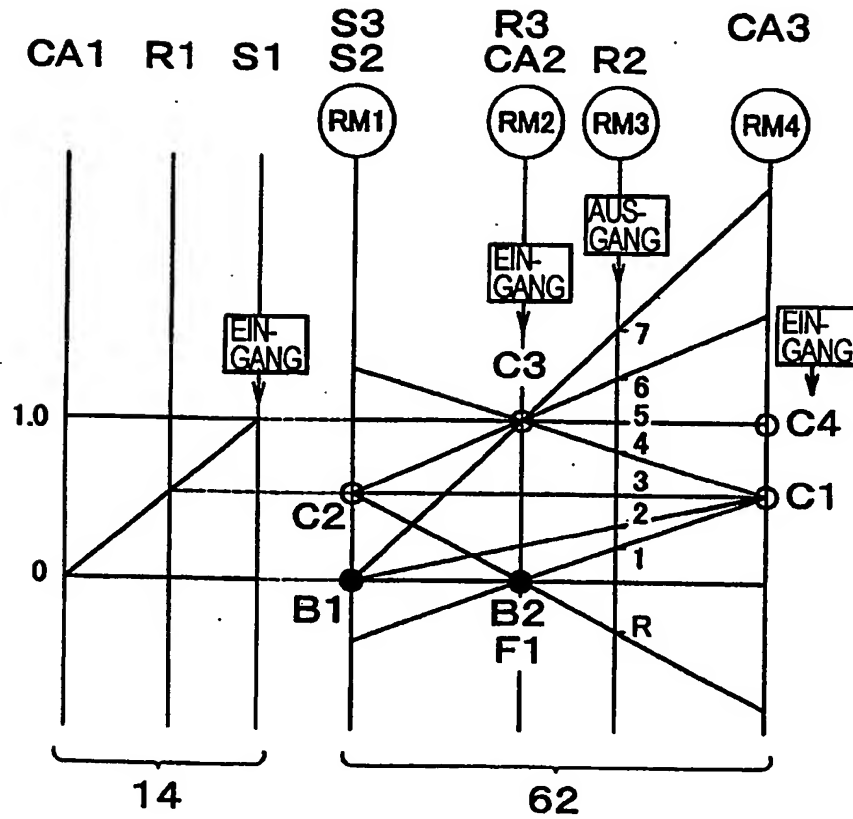 S3
R3
CA3
CA1
R1
S1
S2
CA2
R2
RM1
RM2
RM3
RM4
AUS-
GANG
EIN-
GANG
EIN-
GANG
EIN-
GANG
7
C3
6
1.0
5
C4
4
3
C1
C2
2
1
0
B1
B2
R
F1
14
62